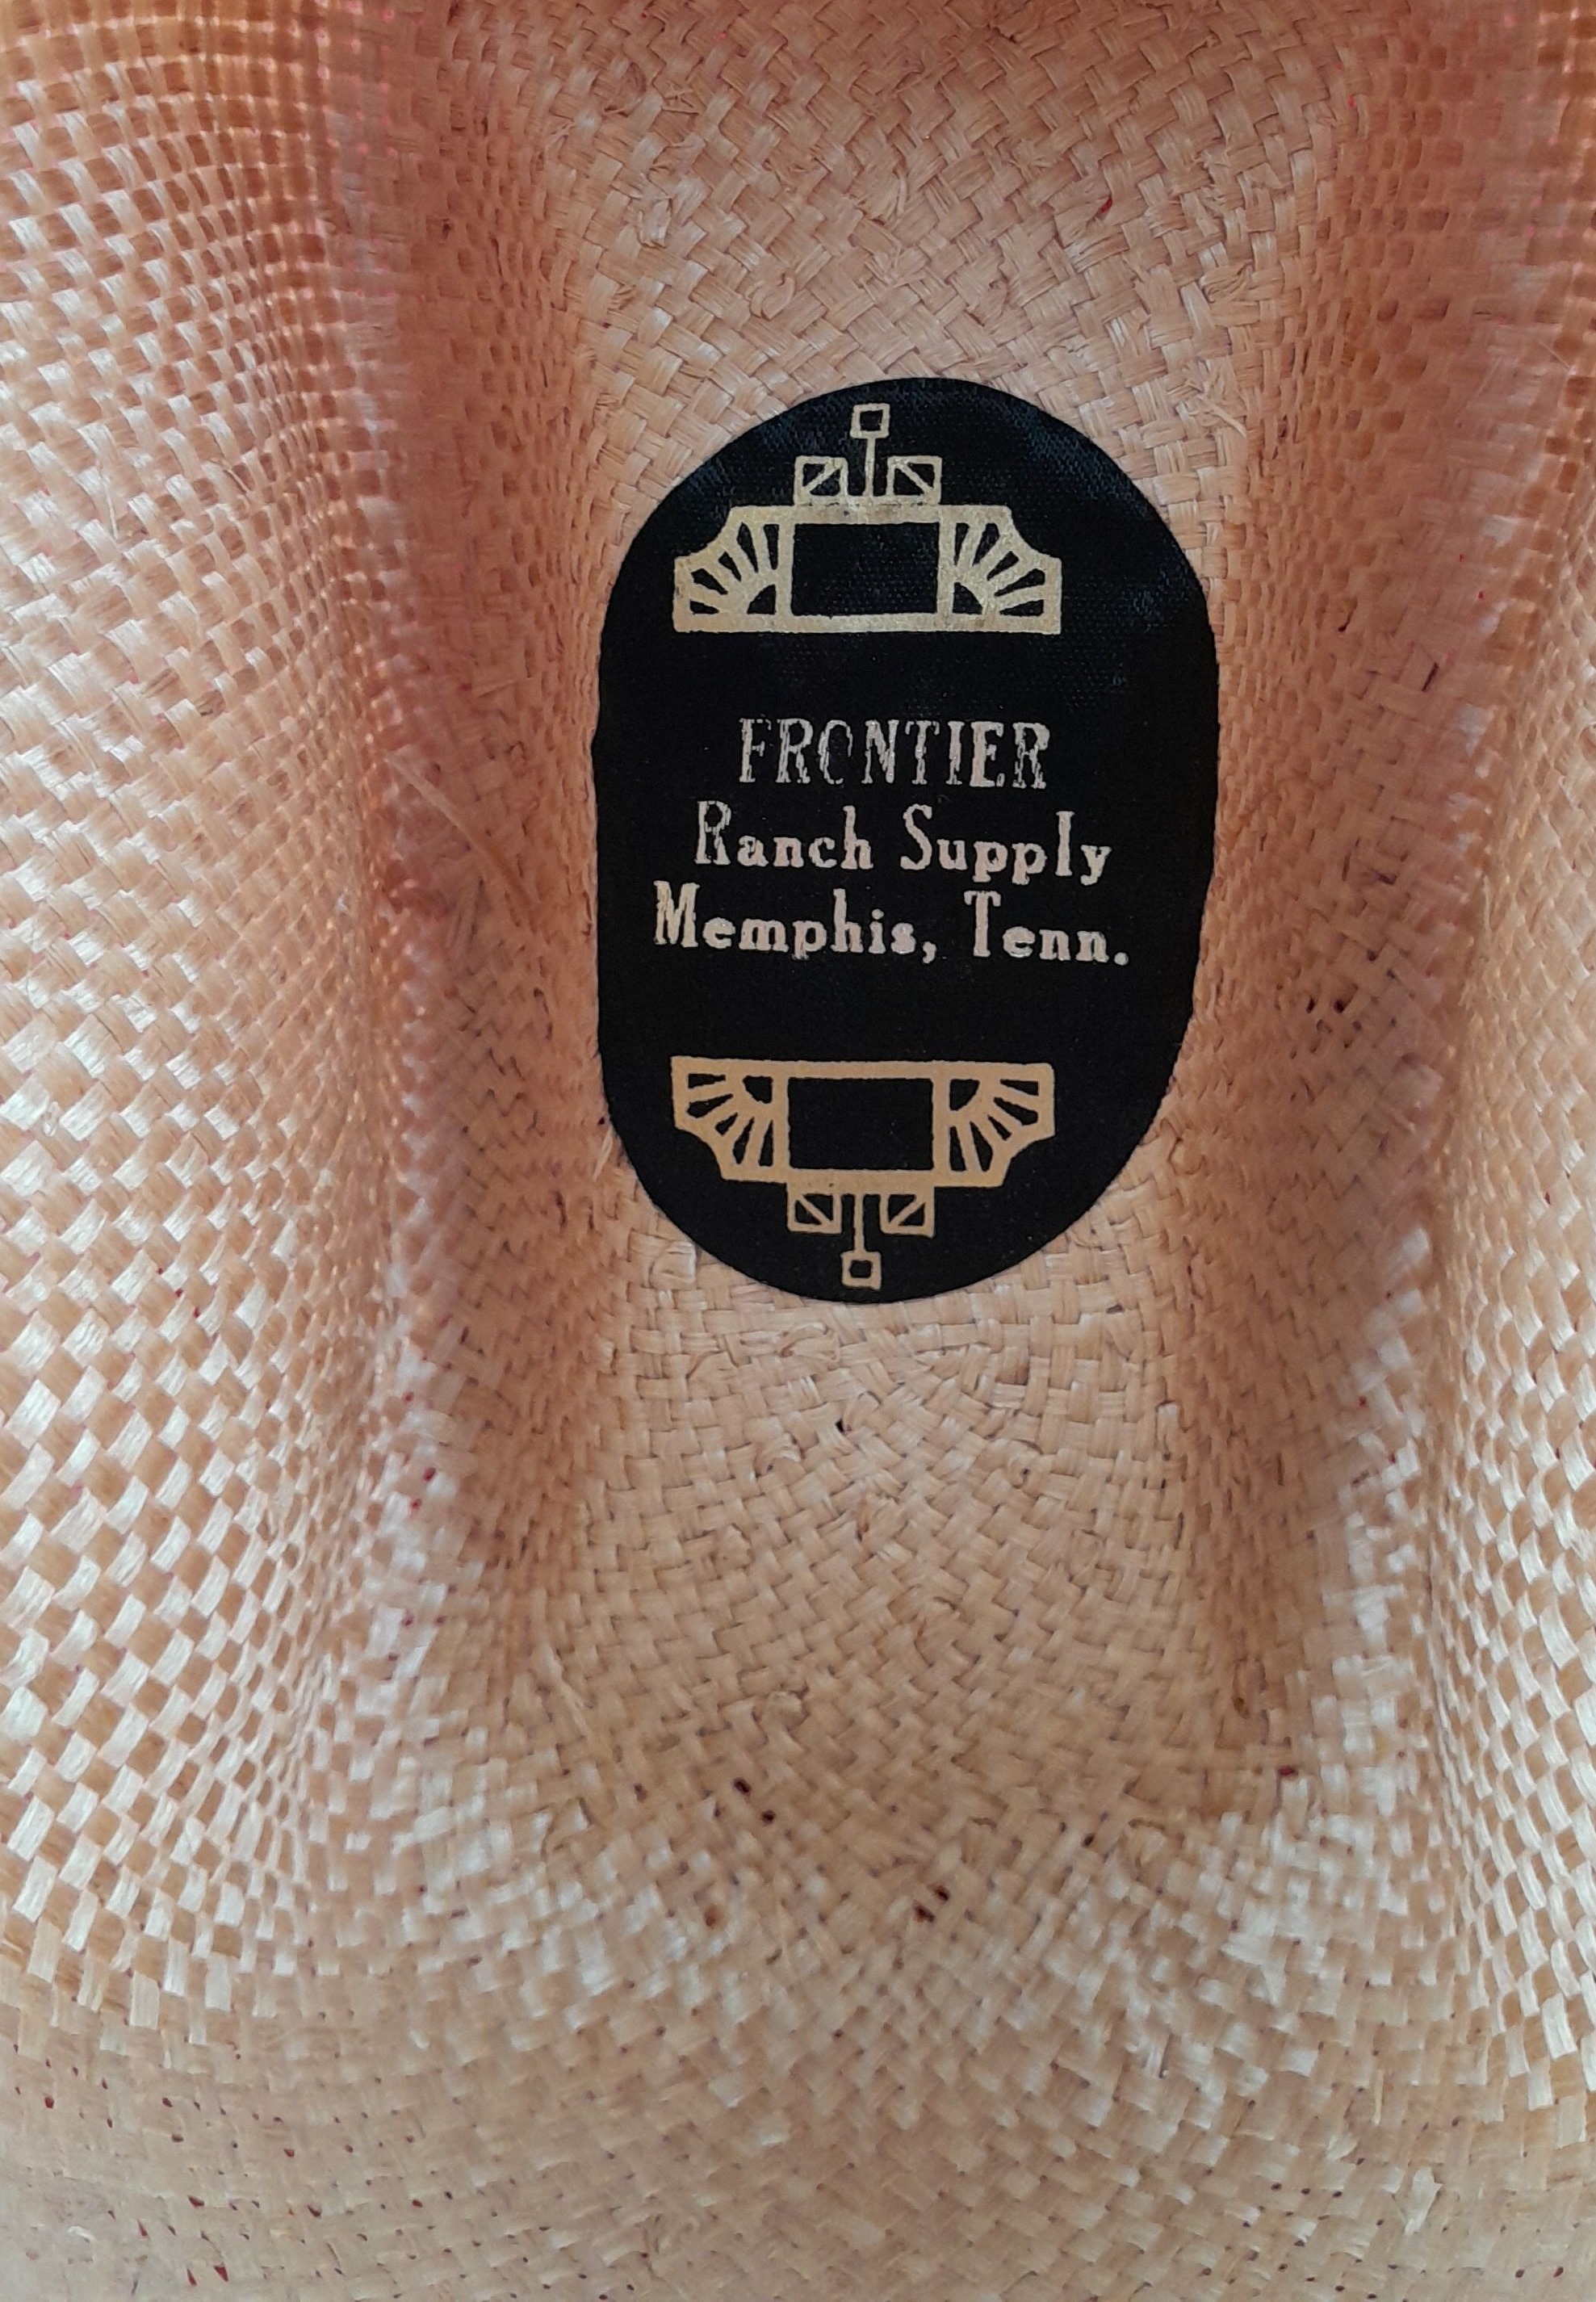 FRONTIER
Ranch Supply
Memphis, Tenn.